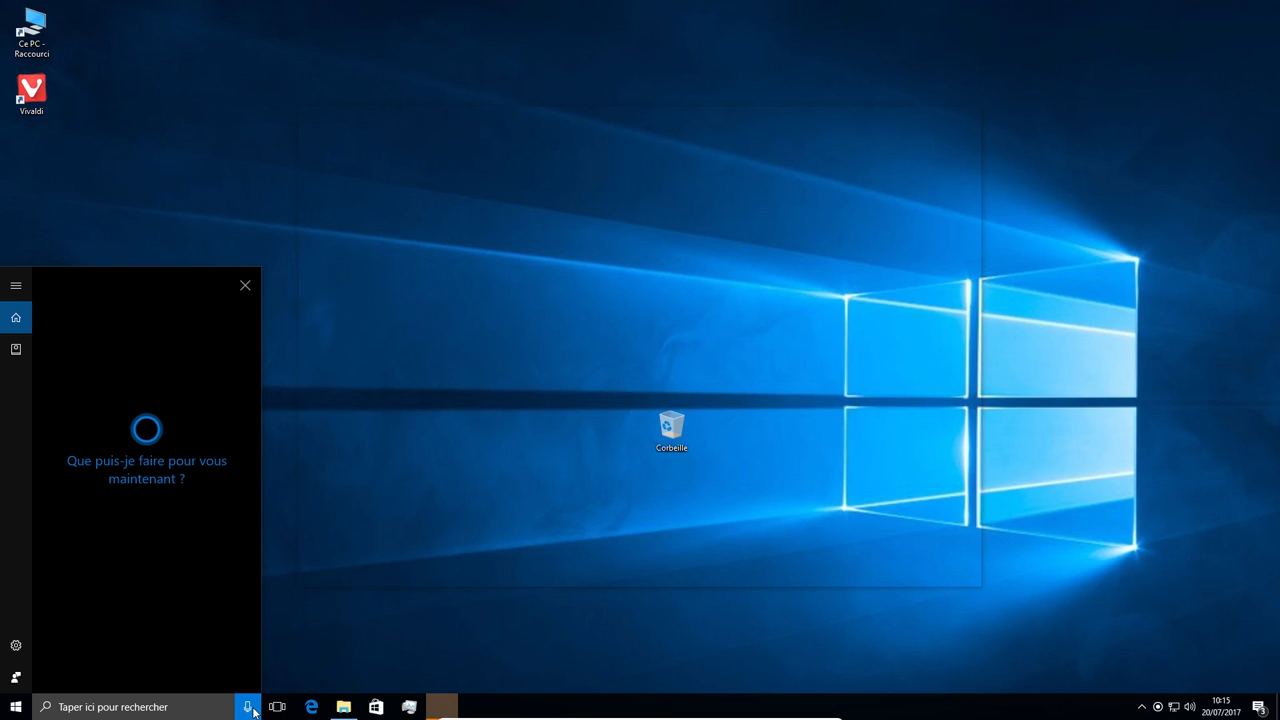 Ce PC -
Raccourci
Vivaldi
Que puis-je faire pour vous
maintenant ?
Corbeille
Taper ici pour rechercher
10:15
20/07/2017
3